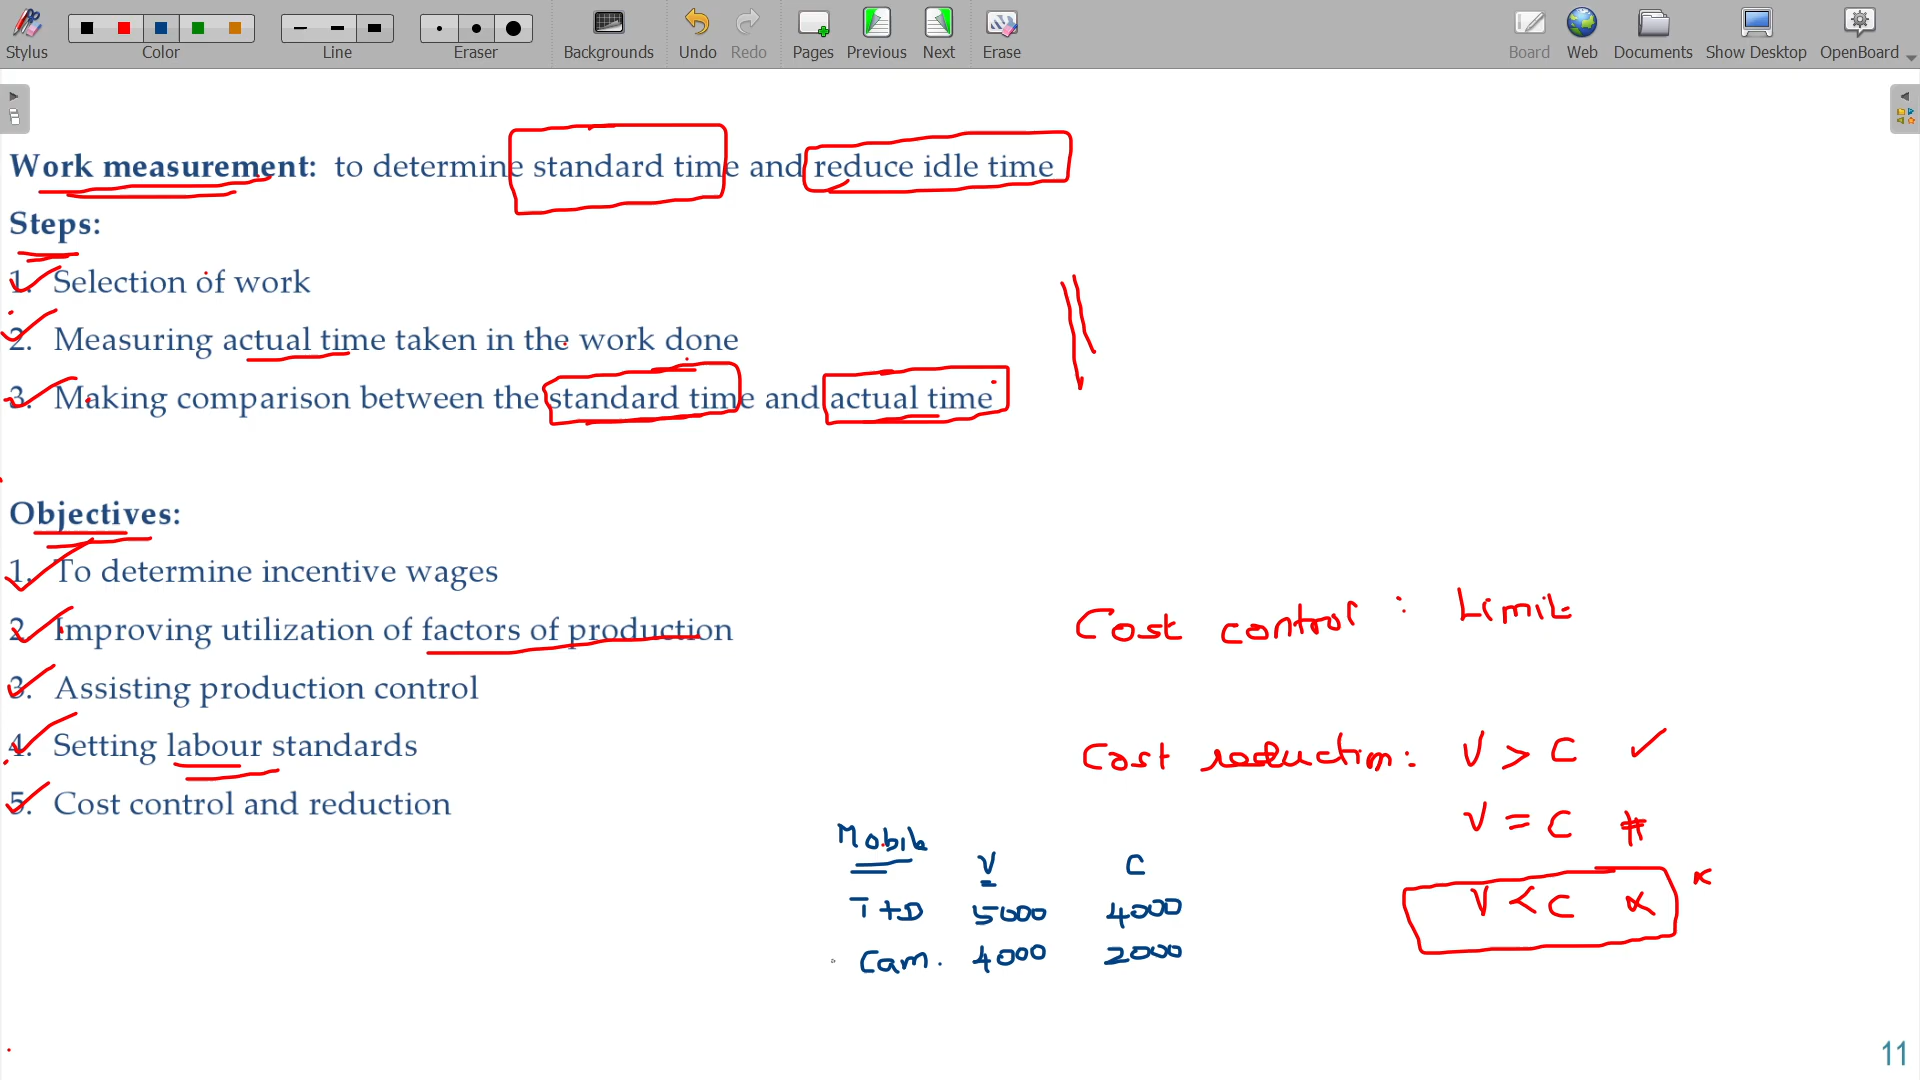 Stylus Color Line Eraser Backgrounds Undo Redo Pages Previous Next Erase Board Web Documents Show Desktop OpenBoard
Work measurement: to determine standard time and reduce idle time
Steps:
1. Selection of work
2. Measuring actual time taken in the work done
3. Making comparison between the standard time and actual time
Objectives:
1. To determine incentive wages
2. Improving utilization of factors of production
3. Assisting production control
4. Setting labour standards
5. Cost control and reduction
Cost control : Limit
Cost reduction: V > C ✓
V = C
V < C
Mobile V C
T+D 5000 4000
Cam. 4000 2000
11